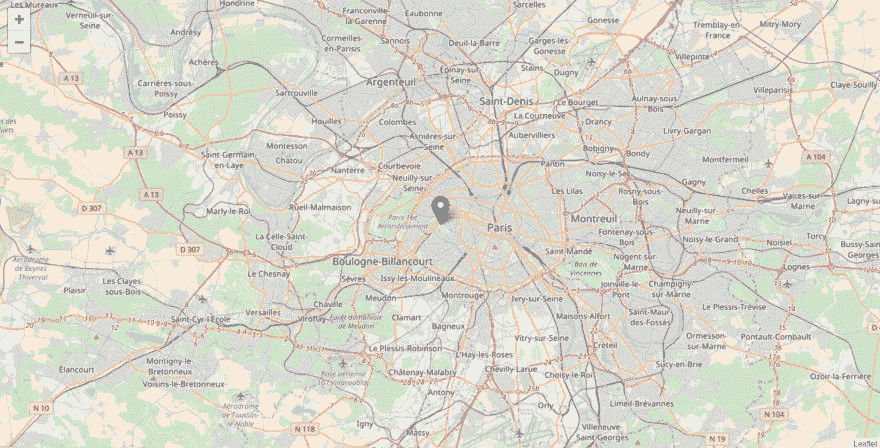 Les Mureaux
Verneuil-sur-
Seine
Andrésy
Hondrine
Franconville
la-Garenne
Eaubonne
Sarcelles
Gonesse
Tremblay-en-
France
Mitry-Mory
+
−
Cormeilles-
en-Parisis
Sannois
Deuil-la-Barre
Garges-lès-
Gonesse
Villepinte
Achères
Epinay-sur
Seine
Stains
Dugny
6b
A 13
Carrières-sous-
Poissy
Sartrouville
Argenteuil
Saint-Denis
Le Bourget
Aulnay-sous
Bois
Villeparisis
Claye-Souilly
Poissy
Houilles
Colombes
La Courneuve
Drancy
Asnières-sur-
Seine
Aubervilliers
Livry-Gargan
A 13
Saint-Germain
en-Laye
Montesson
Chatou
Nanterre
Courbevoie
Neuilly-sur-
Seine
Pantin
Bobigny
Bondy
Noisy-le-Sec
Montfermeil
A 104
A 13
D 307
Marly-le-Roi
Rueil-Malmaison
Paris 16e
Arrondissement
Les Lilas
Rosny-sous-
Bois
Gagny
Chelles
Vaires-sur-
Marne
Lagny-sur-
Marne
Paris
Montreuil
Neuilly-sur-
Marne
La Celle-Saint-
Cloud
D 307
Fontenay-sous-
Bois
Noisy-le-Grand
Noisiel
Torcy
Bussy-Saint-
Georges
Aérodrome
de Beynes
Thiverval
Le Chesnay
Boulogne-Billancourt
Saint-Mandé
Bois de
Vincennes
Nogent-sur-
Marne
Lognes
Les Clayes-
sous-Bois
Plaisir
Sèvres
Issy-les-Moulineaux
Joinville-le-
Pont
Champigny-
sur-Marne
Meudon
Montrouge
Ivry-sur-Seine
Le Plessis-Trévise
Chaville
Versailles
Viroflay
Saint-Cyr-l'École
Forêt domaniale
de Meudon
Clamart
Bagneux
Maisons-Alfort
Saint-Maur-
des-Fossés
Vitry-sur-Seine
Créteil
Ormesson-
sur-Marne
Pontault-Combault
Le Plessis-Robinson
L'Haÿ-les-Roses
Montigny-le-
Bretonneux
Élancourt
Voisins-le-Bretonneux
Base
aérienne
107 Villacoublay
Châtenay-Malabry
Chevilly-Larue
Choisy-le-Roi
Sucy-en-Brie
Ozoir-la-Ferrière
Antony
Orly
Limeil-Brévannes
N 10
Aérodrome
de Toussus-
le-Noble
N 118
Igny
Massy
Villeneuve-
Saint-Georges
N 19
N 104
Leaflet